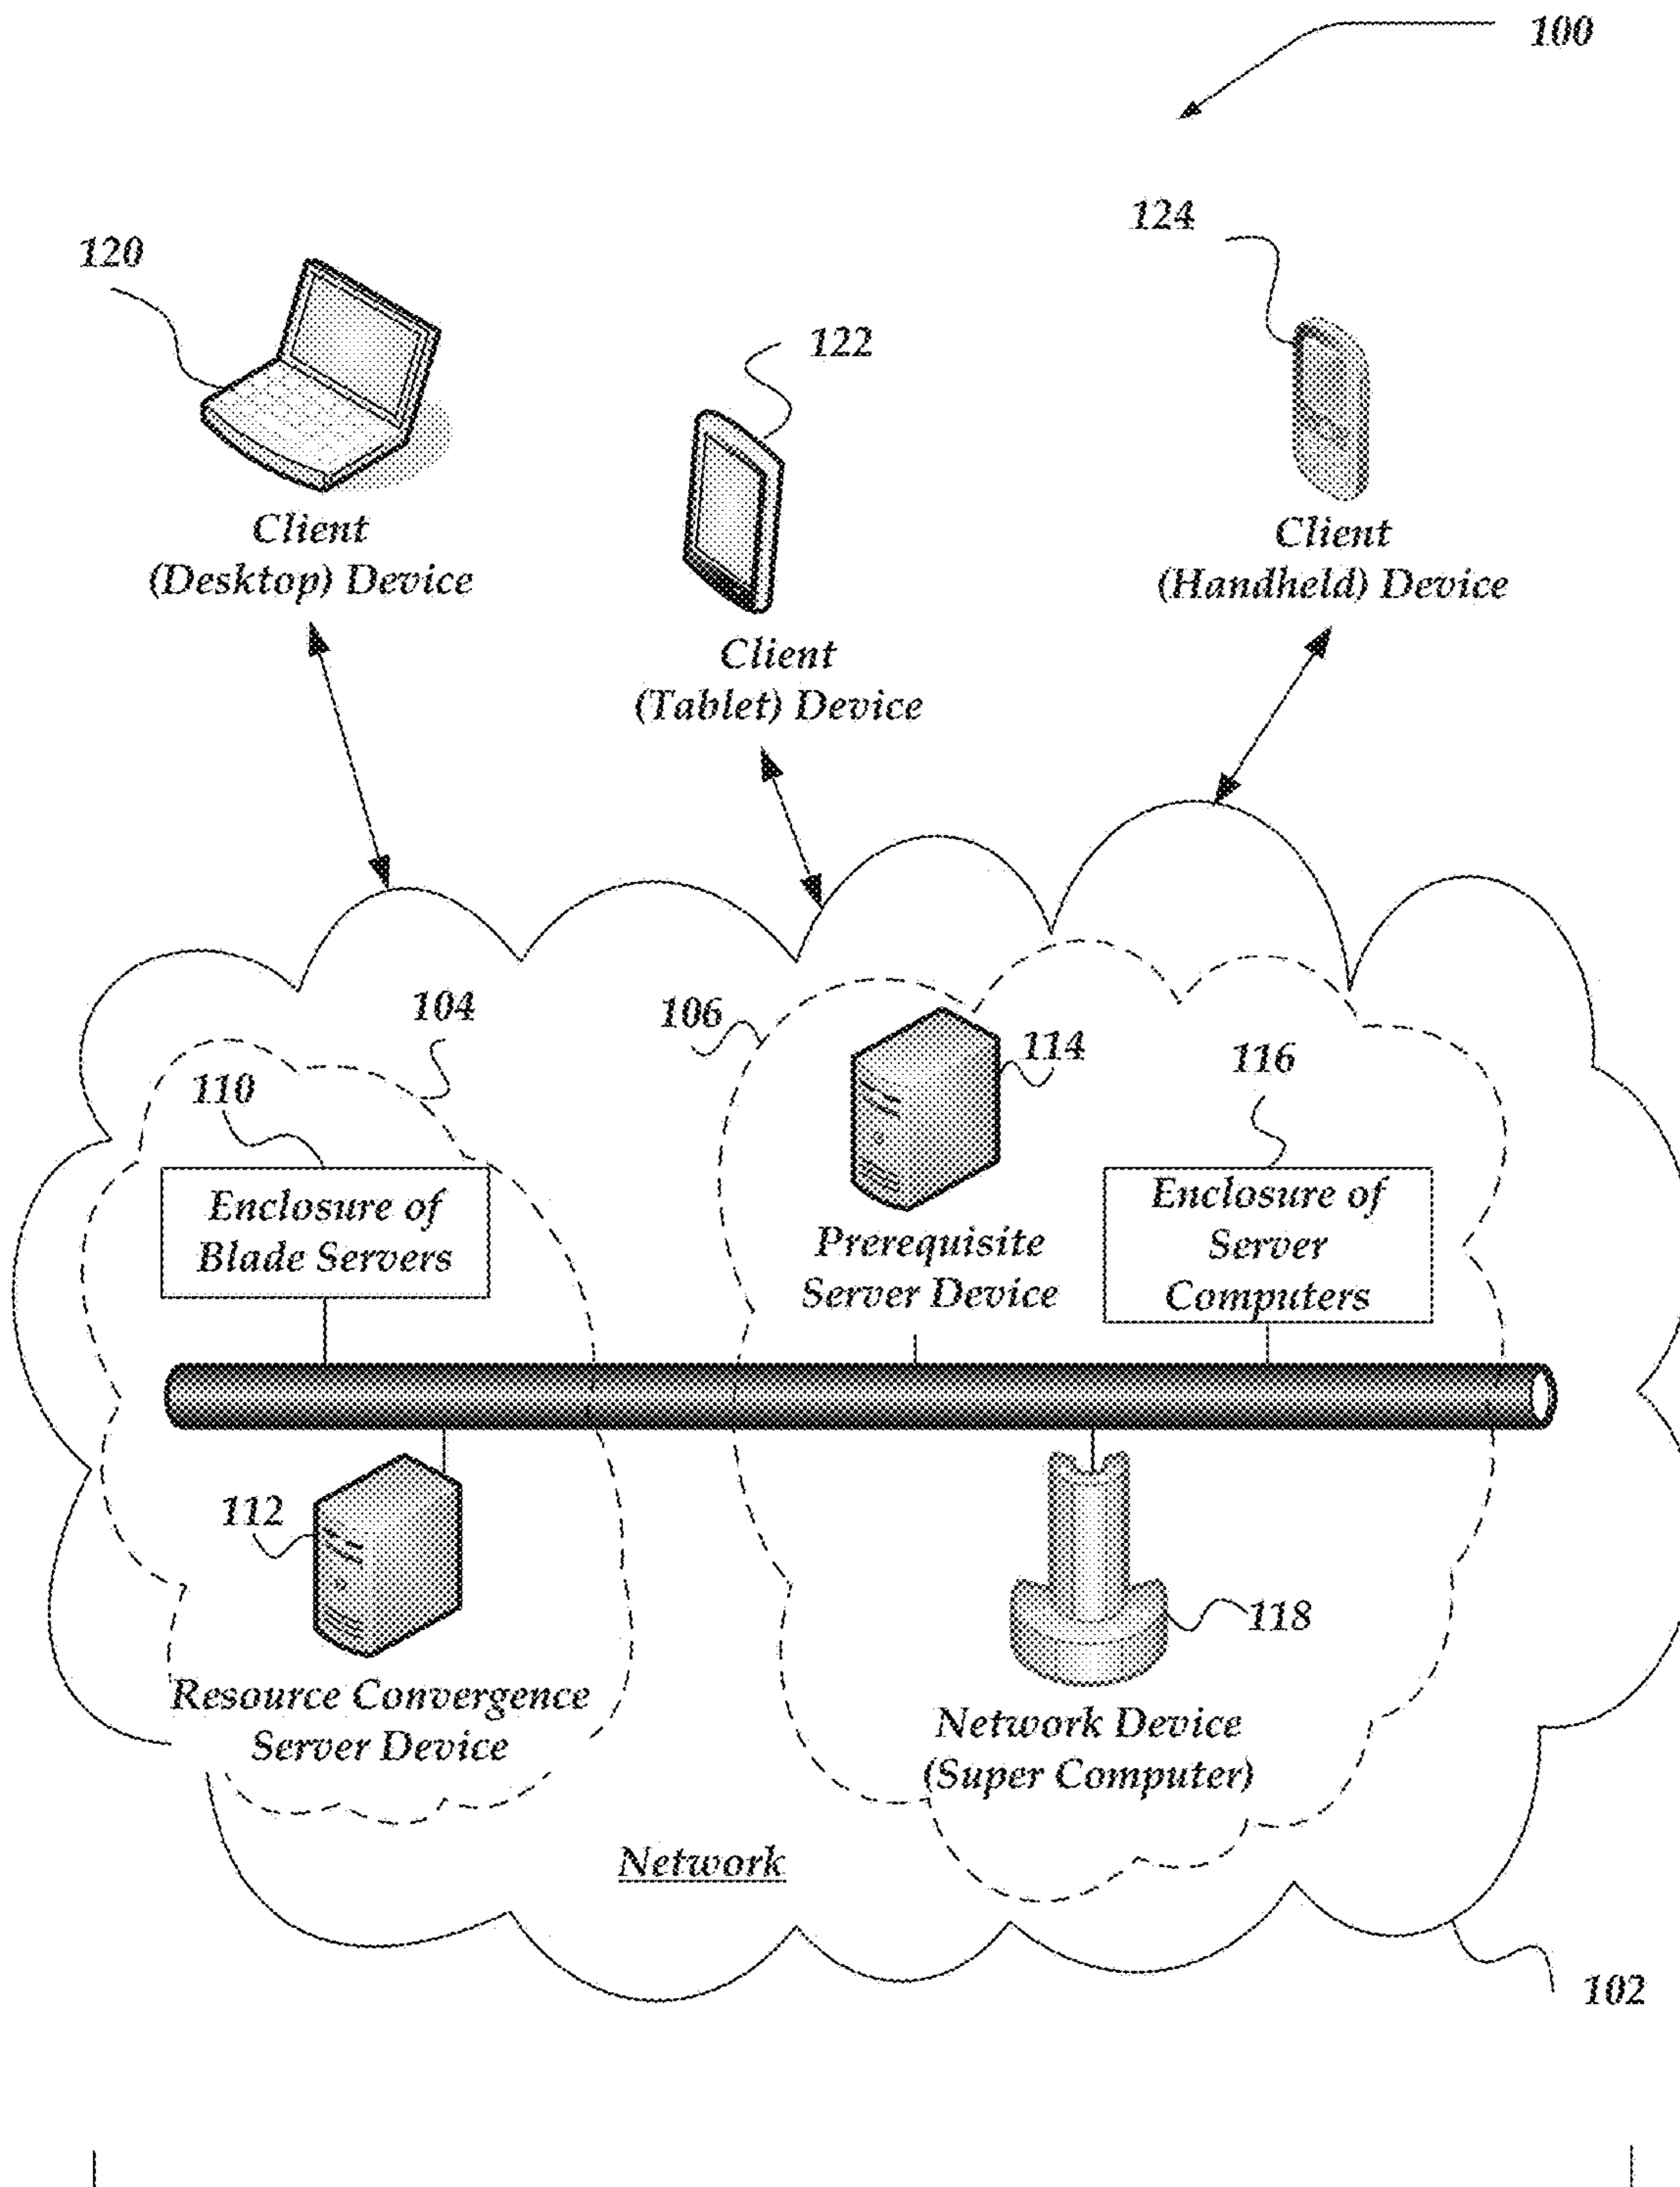 100
124
120
122
Client
(Desktop) Device
Client
(Handheld) Device
Client
(Tablet) Device
104
106
114
116
110
Enclosure of
Blade Servers
Prerequisite
Server Device
Enclosure of
Server
Computers
112
118
Resource Convergence
Server Device
Network Device
(Super Computer)
Network
102